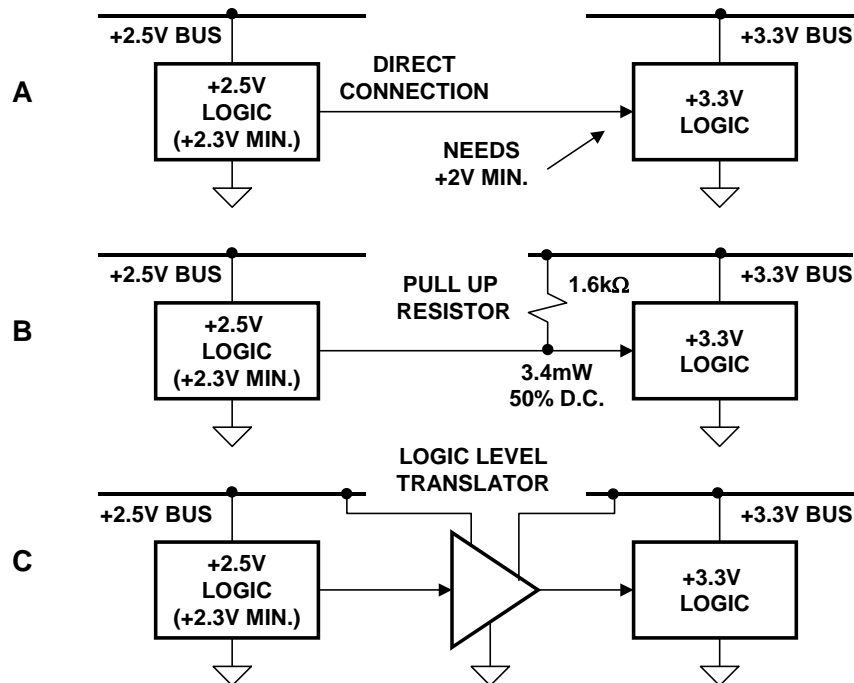 +2.5V BUS
+3.3V BUS
A
+2.5V
LOGIC
(+2.3V MIN.)
DIRECT
CONNECTION
NEEDS
+2V MIN.
+3.3V
LOGIC
+2.5V BUS
+3.3V BUS
B
+2.5V
LOGIC
(+2.3V MIN.)
PULL UP
RESISTOR
1.6kΩ
3.4mW
50% D.C.
+3.3V
LOGIC
LOGIC LEVEL
TRANSLATOR
+2.5V BUS
+3.3V BUS
C
+2.5V
LOGIC
(+2.3V MIN.)
+3.3V
LOGIC